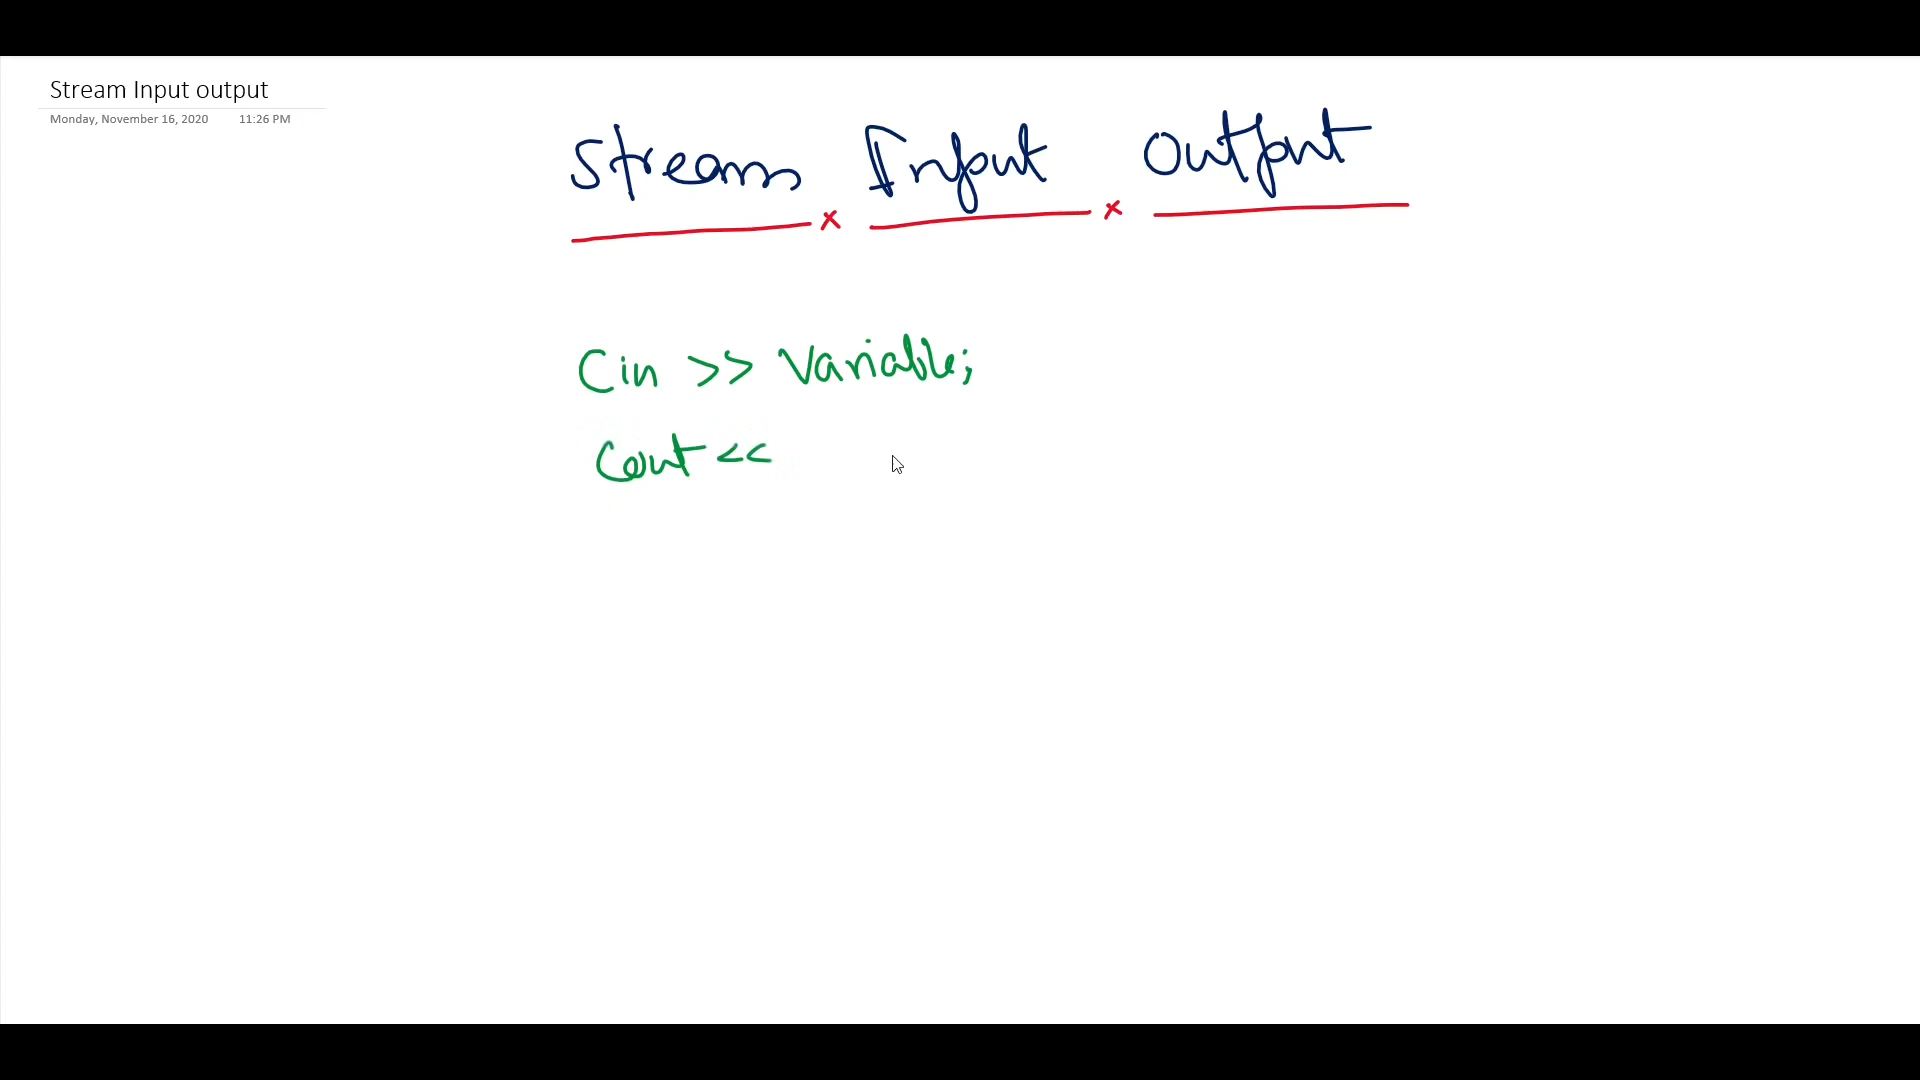 Stream Input output
Monday, November 16, 2020 11:26 PM
Stream Input Output
Cin >> Variable;
Cout <<